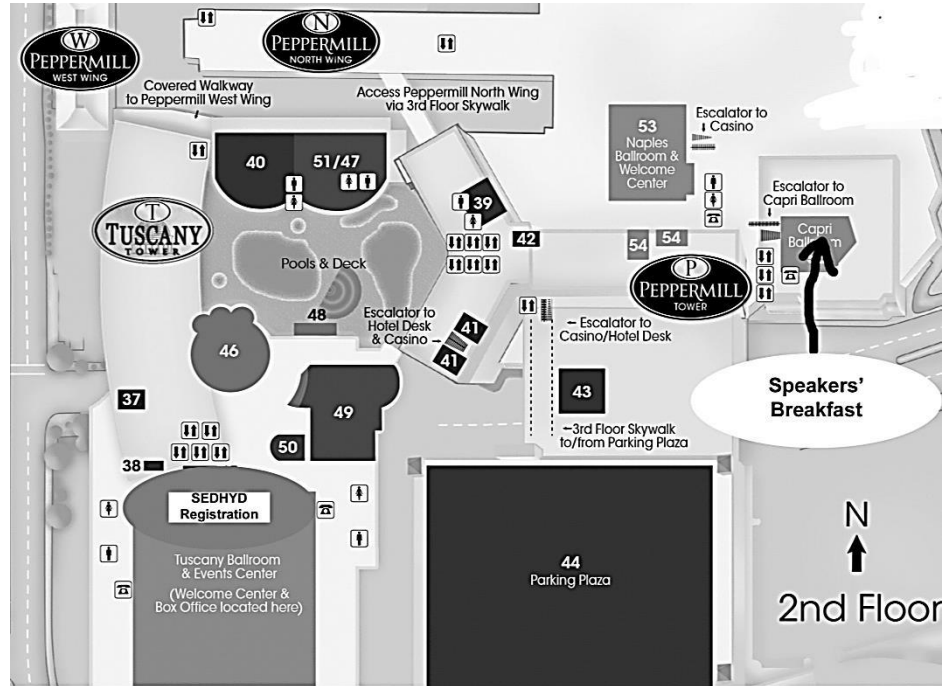 W
PEPPERMILL
WEST WING
N
PEPPERMILL
NORTH WING
Covered Walkway
to Peppermill West Wing
Access Peppermill North Wing
via 3rd Floor Skywalk
40
51/47
39
53
Naples
Ballroom &
Welcome
Center
Escalator to
Casino
Escalator to
Capri Ballroom
Capri
Ballroom
T
TUSCANY
TOWER
Pools & Deck
42
54
54
P
PEPPERMILL
TOWER
48
Escalator to
Hotel Desk
& Casino
41
41
←Escalator to
Casino/Hotel Desk
46
37
49
43
Speakers'
Breakfast
50
←3rd Floor Skywalk
to/from Parking Plaza
38
SEDHYD
Registration
Tuscany Ballroom
& Events Center
(Welcome Center &
Box Office located here)
44
Parking Plaza
N
2nd Floor